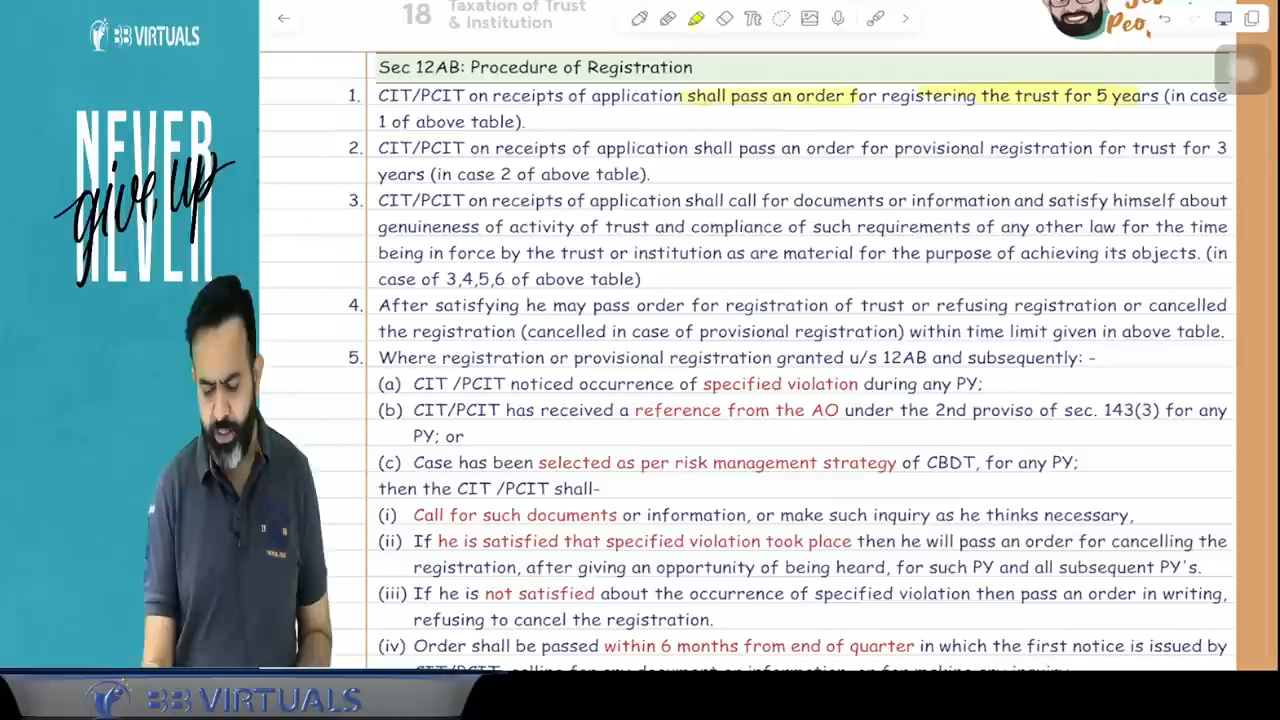 18 Taxation of Trust
& Institution
BB VIRTUALS
NEVER
give up
NEVER
Sec 12AB: Procedure of Registration
1. CIT/PCIT on receipts of application shall pass an order for registering the trust for 5 years (in case
1 of above table).
2. CIT/PCIT on receipts of application shall pass an order for provisional registration for trust for 3
years (in case 2 of above table).
3. CIT/PCIT on receipts of application shall call for documents or information and satisfy himself about
genuineness of activity of trust and compliance of such requirements of any other law for the time
being in force by the trust or institution as are material for the purpose of achieving its objects. (in
case of 3,4,5,6 of above table)
4. After satisfying he may pass order for registration of trust or refusing registration or cancelled
the registration (cancelled in case of provisional registration) within time limit given in above table.
5. Where registration or provisional registration granted u/s 12AB and subsequently: -
(a) CIT /PCIT noticed occurrence of specified violation during any PY;
(b) CIT/PCIT has received a reference from the AO under the 2nd proviso of sec. 143(3) for any
PY; or
(c) Case has been selected as per risk management strategy of CBDT, for any PY;
then the CIT /PCIT shall-
(i) Call for such documents or information, or make such inquiry as he thinks necessary,
(ii) If he is satisfied that specified violation took place then he will pass an order for cancelling the
registration, after giving an opportunity of being heard, for such PY and all subsequent PY's.
(iii) If he is not satisfied about the occurrence of specified violation then pass an order in writing,
refusing to cancel the registration.
(iv) Order shall be passed within 6 months from end of quarter in which the first notice is issued by
CIT/PCIT, calling for any document or information, or for making any inquiry
BB VIRTUALS